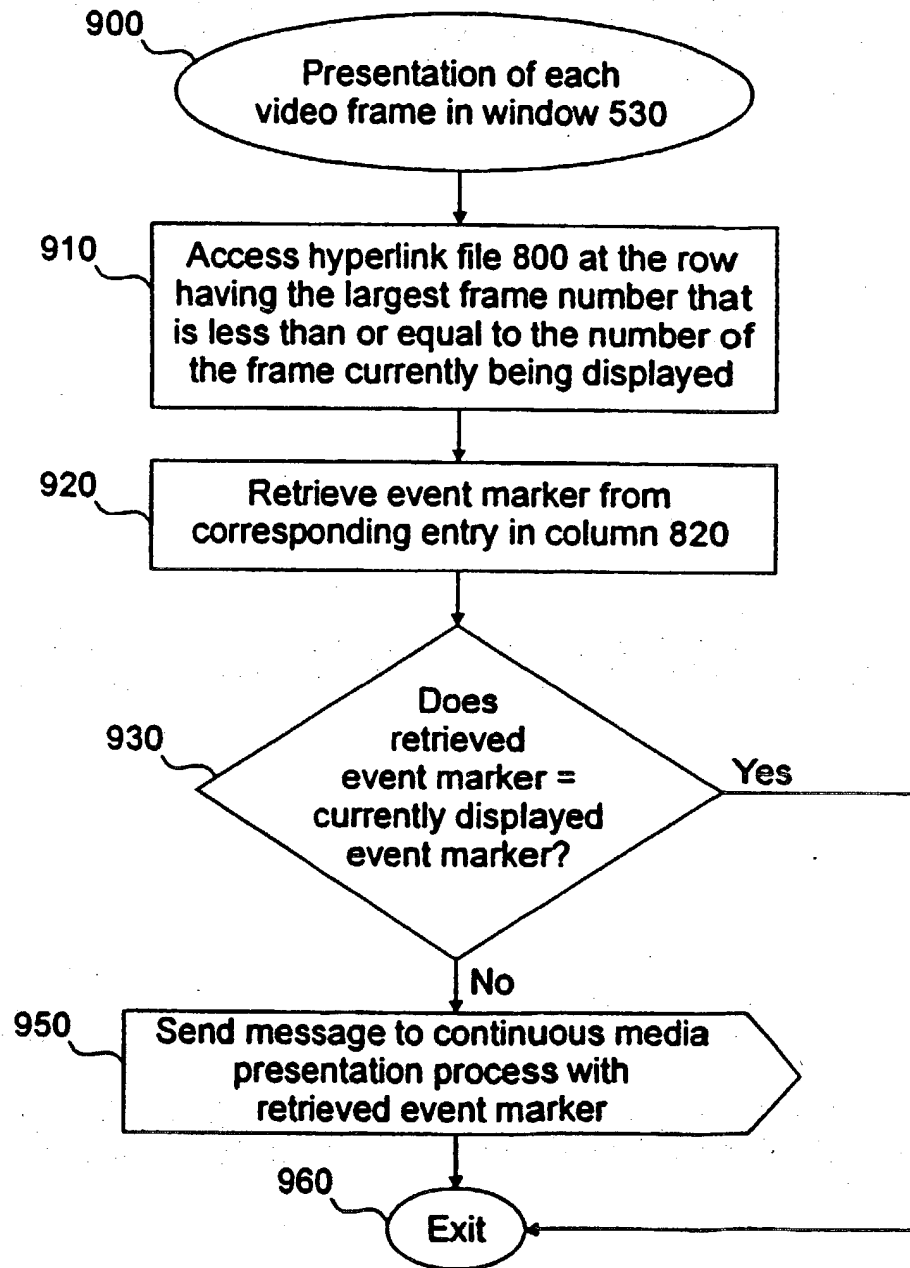 900
Presentation of each
video frame in window 530
910
Access hyperlink file 800 at the row
having the largest frame number that
is less than or equal to the number of
the frame currently being displayed
920
Retrieve event marker from
corresponding entry in column 820
930
Does
retrieved
event marker =
currently displayed
event marker?
Yes
No
950
Send message to continuous media
presentation process with
retrieved event marker
960
Exit